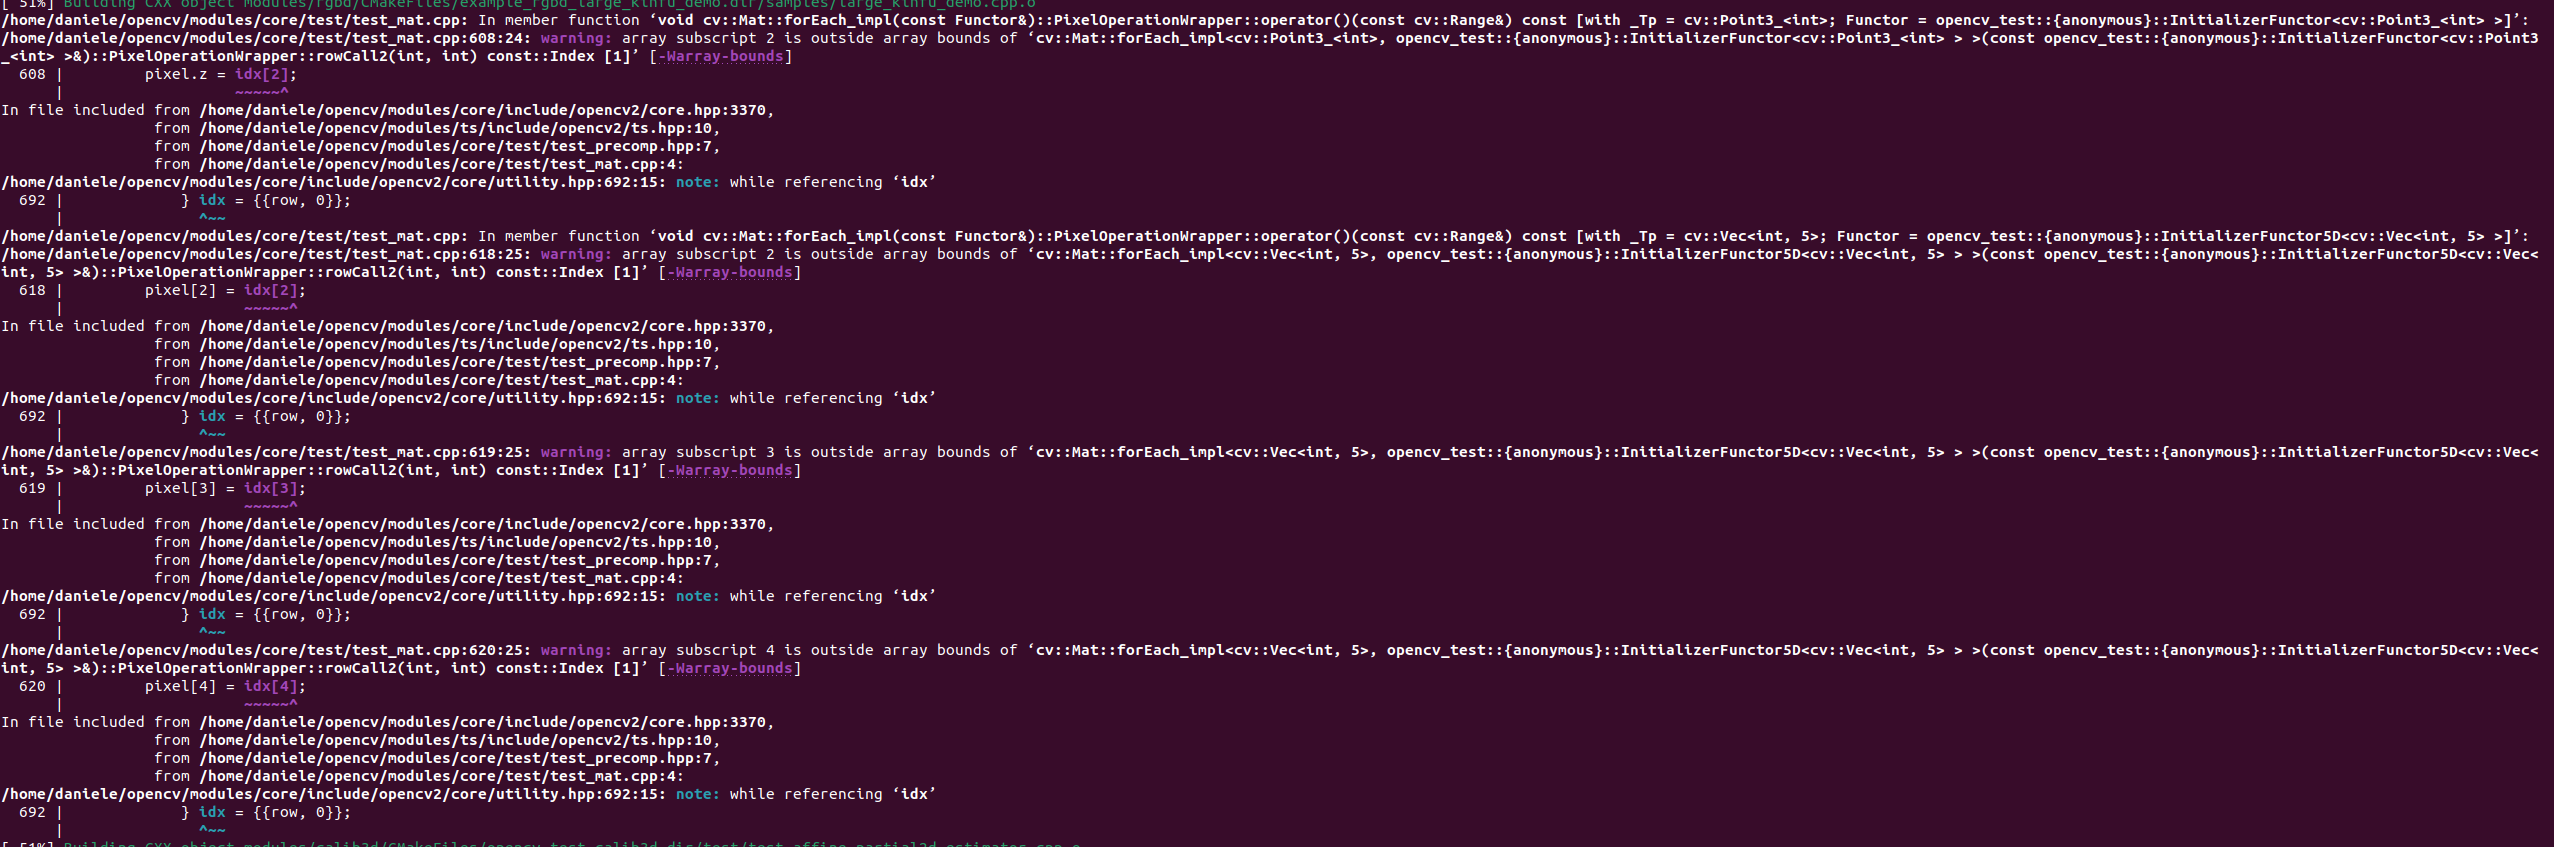 [ 51%] Building CXX object modules/rgbd/CMakeFiles/example_rgbd_large_kinfu_demo.dir/samples/large_kinfu_demo.cpp.o
/home/daniele/opencv/modules/core/test/test_mat.cpp: In member function ‘void cv::Mat::forEach_impl(const Functor&)::PixelOperationWrapper::operator()(const cv::Range&) const [with _Tp = cv::Point3_<int>; Functor = opencv_test::{anonymous}::InitializerFunctor<cv::Point3_<int> >]’:
/home/daniele/opencv/modules/core/test/test_mat.cpp:608:24: warning: array subscript 2 is outside array bounds of ‘cv::Mat::forEach_impl<cv::Point3_<int>, opencv_test::{anonymous}::InitializerFunctor<cv::Point3_<int> > >(const opencv_test::{anonymous}::InitializerFunctor<cv::Point3
_<int> >&)::PixelOperationWrapper::rowCall2(int, int) const::Index [1]’ [-Warray-bounds]
  608 |         pixel.z = idx[2];
      |                   ~~~~~^
In file included from /home/daniele/opencv/modules/core/include/opencv2/core.hpp:3370,
                 from /home/daniele/opencv/modules/ts/include/opencv2/ts.hpp:10,
                 from /home/daniele/opencv/modules/core/test/test_precomp.hpp:7,
                 from /home/daniele/opencv/modules/core/test/test_mat.cpp:4:
/home/daniele/opencv/modules/core/include/opencv2/core/utility.hpp:692:15: note: while referencing ‘idx’
  692 |             } idx = {{row, 0}};
      |               ^~~
/home/daniele/opencv/modules/core/test/test_mat.cpp: In member function ‘void cv::Mat::forEach_impl(const Functor&)::PixelOperationWrapper::operator()(const cv::Range&) const [with _Tp = cv::Vec<int, 5>; Functor = opencv_test::{anonymous}::InitializerFunctor5D<cv::Vec<int, 5> >]’:
/home/daniele/opencv/modules/core/test/test_mat.cpp:618:25: warning: array subscript 2 is outside array bounds of ‘cv::Mat::forEach_impl<cv::Vec<int, 5>, opencv_test::{anonymous}::InitializerFunctor5D<cv::Vec<int, 5> > >(const opencv_test::{anonymous}::InitializerFunctor5D<cv::Vec<
int, 5> >&)::PixelOperationWrapper::rowCall2(int, int) const::Index [1]’ [-Warray-bounds]
  618 |         pixel[2] = idx[2];
      |                    ~~~~~^
In file included from /home/daniele/opencv/modules/core/include/opencv2/core.hpp:3370,
                 from /home/daniele/opencv/modules/ts/include/opencv2/ts.hpp:10,
                 from /home/daniele/opencv/modules/core/test/test_precomp.hpp:7,
                 from /home/daniele/opencv/modules/core/test/test_mat.cpp:4:
/home/daniele/opencv/modules/core/include/opencv2/core/utility.hpp:692:15: note: while referencing ‘idx’
  692 |             } idx = {{row, 0}};
      |               ^~~
/home/daniele/opencv/modules/core/test/test_mat.cpp:619:25: warning: array subscript 3 is outside array bounds of ‘cv::Mat::forEach_impl<cv::Vec<int, 5>, opencv_test::{anonymous}::InitializerFunctor5D<cv::Vec<int, 5> > >(const opencv_test::{anonymous}::InitializerFunctor5D<cv::Vec<
int, 5> >&)::PixelOperationWrapper::rowCall2(int, int) const::Index [1]’ [-Warray-bounds]
  619 |         pixel[3] = idx[3];
      |                    ~~~~~^
In file included from /home/daniele/opencv/modules/core/include/opencv2/core.hpp:3370,
                 from /home/daniele/opencv/modules/ts/include/opencv2/ts.hpp:10,
                 from /home/daniele/opencv/modules/core/test/test_precomp.hpp:7,
                 from /home/daniele/opencv/modules/core/test/test_mat.cpp:4:
/home/daniele/opencv/modules/core/include/opencv2/core/utility.hpp:692:15: note: while referencing ‘idx’
  692 |             } idx = {{row, 0}};
      |               ^~~
/home/daniele/opencv/modules/core/test/test_mat.cpp:620:25: warning: array subscript 4 is outside array bounds of ‘cv::Mat::forEach_impl<cv::Vec<int, 5>, opencv_test::{anonymous}::InitializerFunctor5D<cv::Vec<int, 5> > >(const opencv_test::{anonymous}::InitializerFunctor5D<cv::Vec<
int, 5> >&)::PixelOperationWrapper::rowCall2(int, int) const::Index [1]’ [-Warray-bounds]
  620 |         pixel[4] = idx[4];
      |                    ~~~~~^
In file included from /home/daniele/opencv/modules/core/include/opencv2/core.hpp:3370,
                 from /home/daniele/opencv/modules/ts/include/opencv2/ts.hpp:10,
                 from /home/daniele/opencv/modules/core/test/test_precomp.hpp:7,
                 from /home/daniele/opencv/modules/core/test/test_mat.cpp:4:
/home/daniele/opencv/modules/core/include/opencv2/core/utility.hpp:692:15: note: while referencing ‘idx’
  692 |             } idx = {{row, 0}};
      |               ^~~
[ 51%] Building CXX object modules/calib3d/CMakeFiles/opencv_test_calib3d.dir/test/test_affine_partial2d_estimator.cpp.o